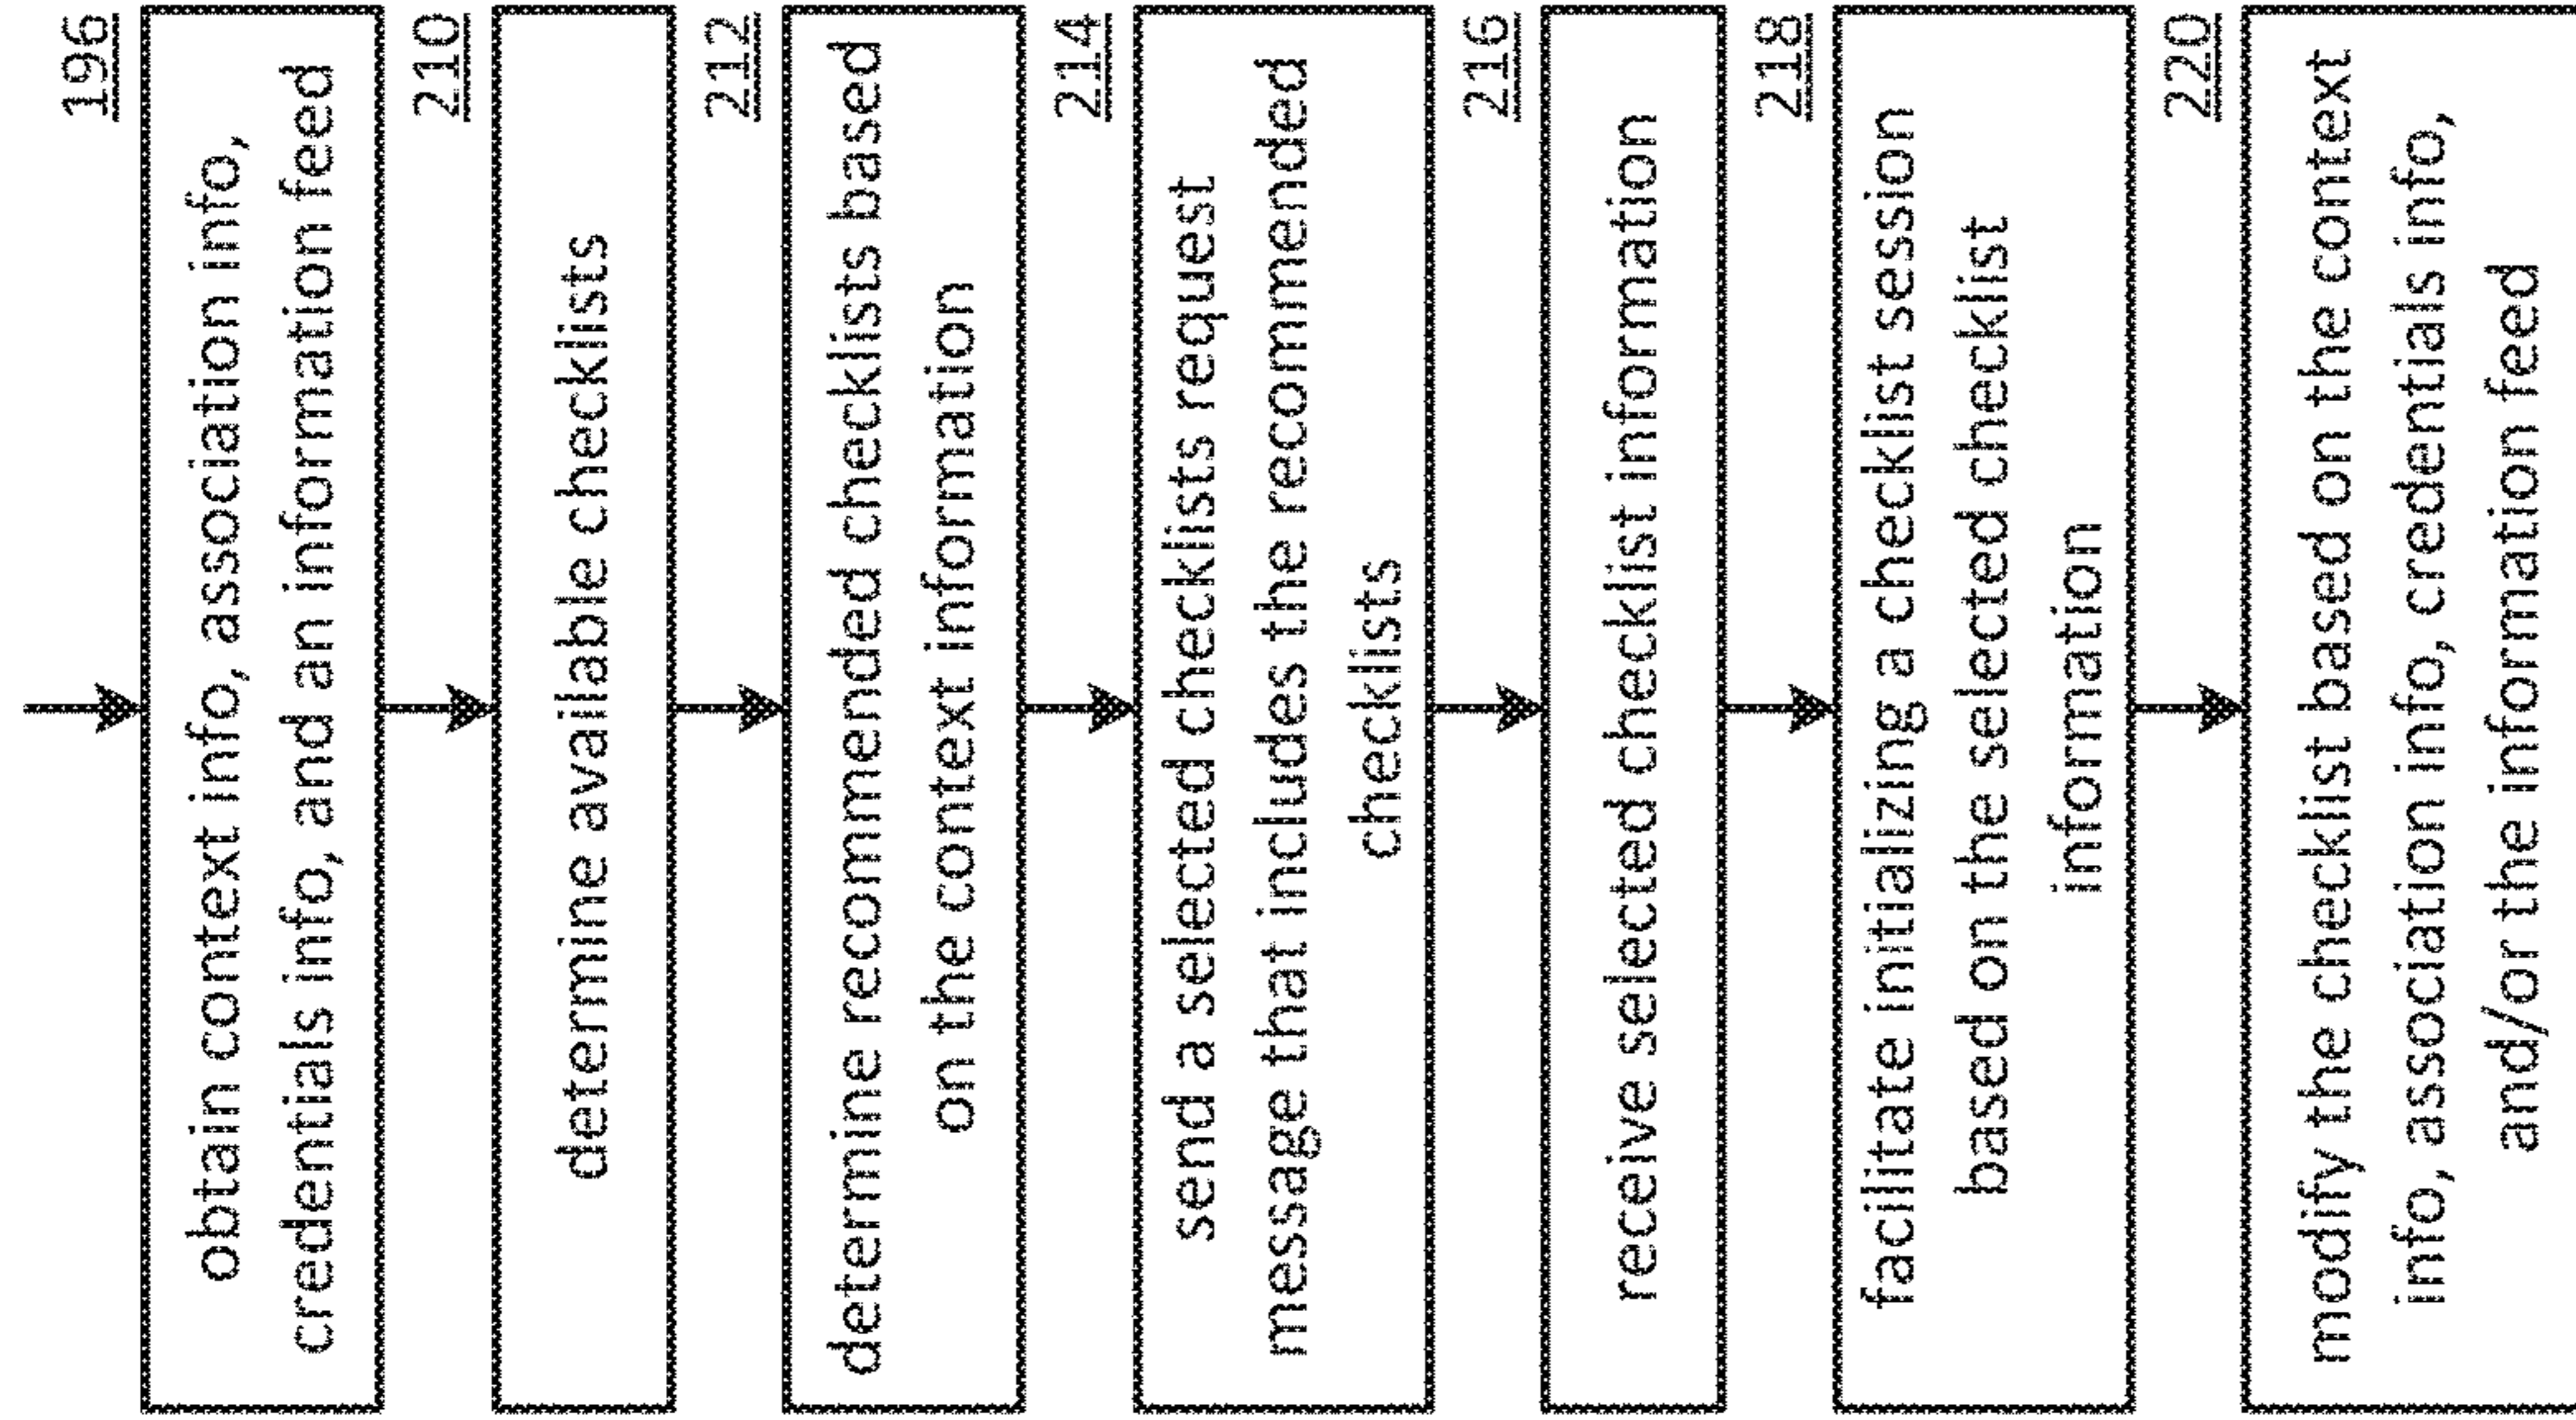 196
obtain context info, association info,
credentials info, and an information feed
210
determine available checklists
212
determine recommended checklists based
on the context information
214
send a selected checklists request
message that includes the recommended
checklists
216
receive selected checklist information
218
facilitate initializing a checklist session
based on the selected checklist
information
220
modify the checklist based on the context
info, association info, credentials info,
and/or the information feed